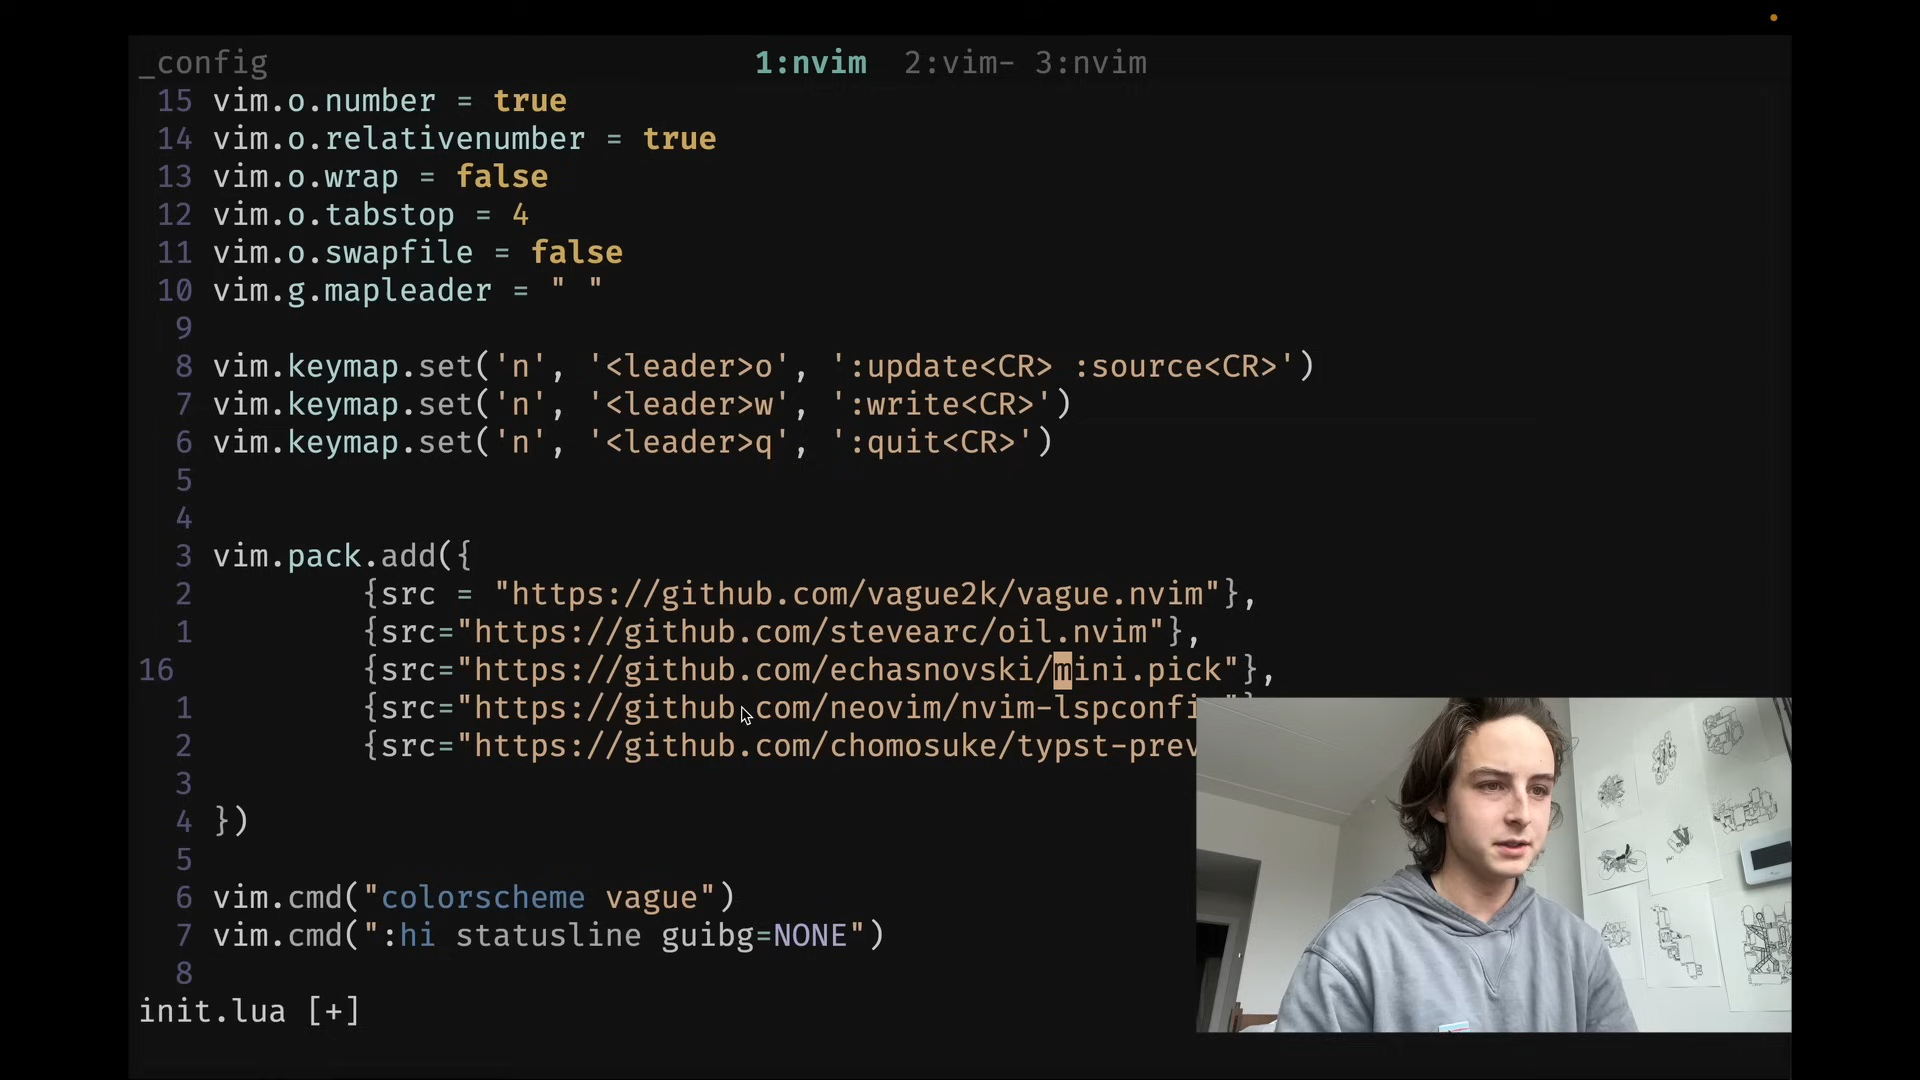 _config 1:nvim 2:vim- 3:nvim
15 vim.o.number = true
14 vim.o.relativenumber = true
13 vim.o.wrap = false
12 vim.o.tabstop = 4
11 vim.o.swapfile = false
10 vim.g.mapleader = " "
9
8 vim.keymap.set('n', '<leader>o', ':update<CR> :source<CR>')
7 vim.keymap.set('n', '<leader>w', ':write<CR>')
6 vim.keymap.set('n', '<leader>q', ':quit<CR>')
5
4
3 vim.pack.add({
2 {src = "https://github.com/vague2k/vague.nvim"},
1 {src="https://github.com/stevearc/oil.nvim"},
16 {src="https://github.com/echasnovski/mini.pick"},
1 {src="https://github.com/neovim/nvim-lspconfi
2 {src="https://github.com/chomosuke/typst-prev
3
4 })
5
6 vim.cmd("colorscheme vague")
7 vim.cmd(":hi statusline guibg=NONE")
8
init.lua [+]